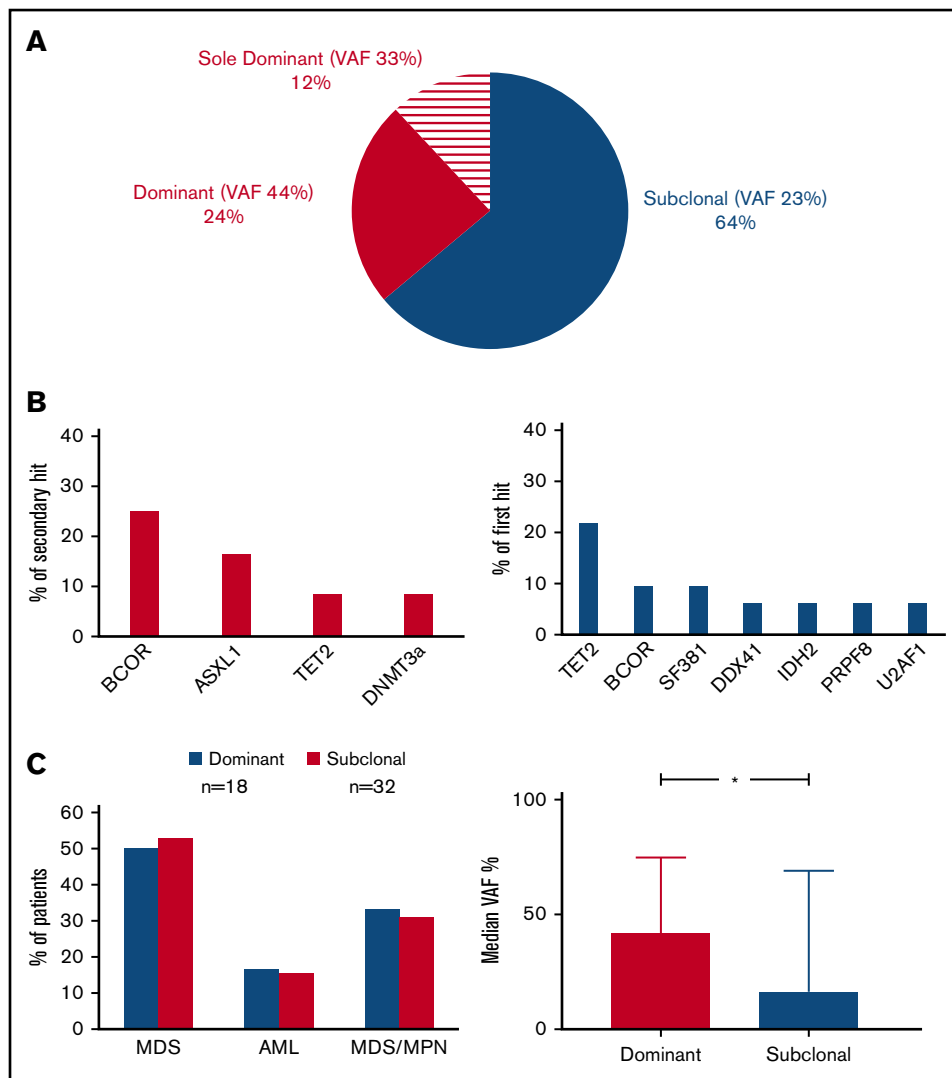 A
Sole Dominant (VAF 33%)
12%
Dominant (VAF 44%)
24%
Subclonal (VAF 23%)
64%
B
% of secondary hit
40
30
20
10
0
BCOR
ASXL1
TET2
DNMT3a
% of first hit
40
30
20
10
0
TET2
BCOR
SF381
DDX41
IDH2
PRPF8
U2AF1
C
Dominant
Subclonal
n=18
n=32
% of patients
60
50
40
30
20
10
0
MDS
AML
MDS/MPN
Median VAF %
100
50
0
*
Dominant
Subclonal